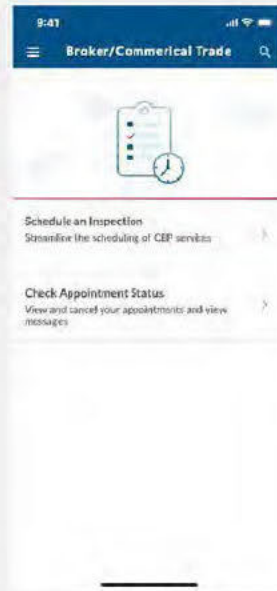 9:41
Broker/Commerical Trade
Schedule an Inspection
Streamline the scheduling of CBP services
Check Appointment Status
View and cancel your appointments and view
messages